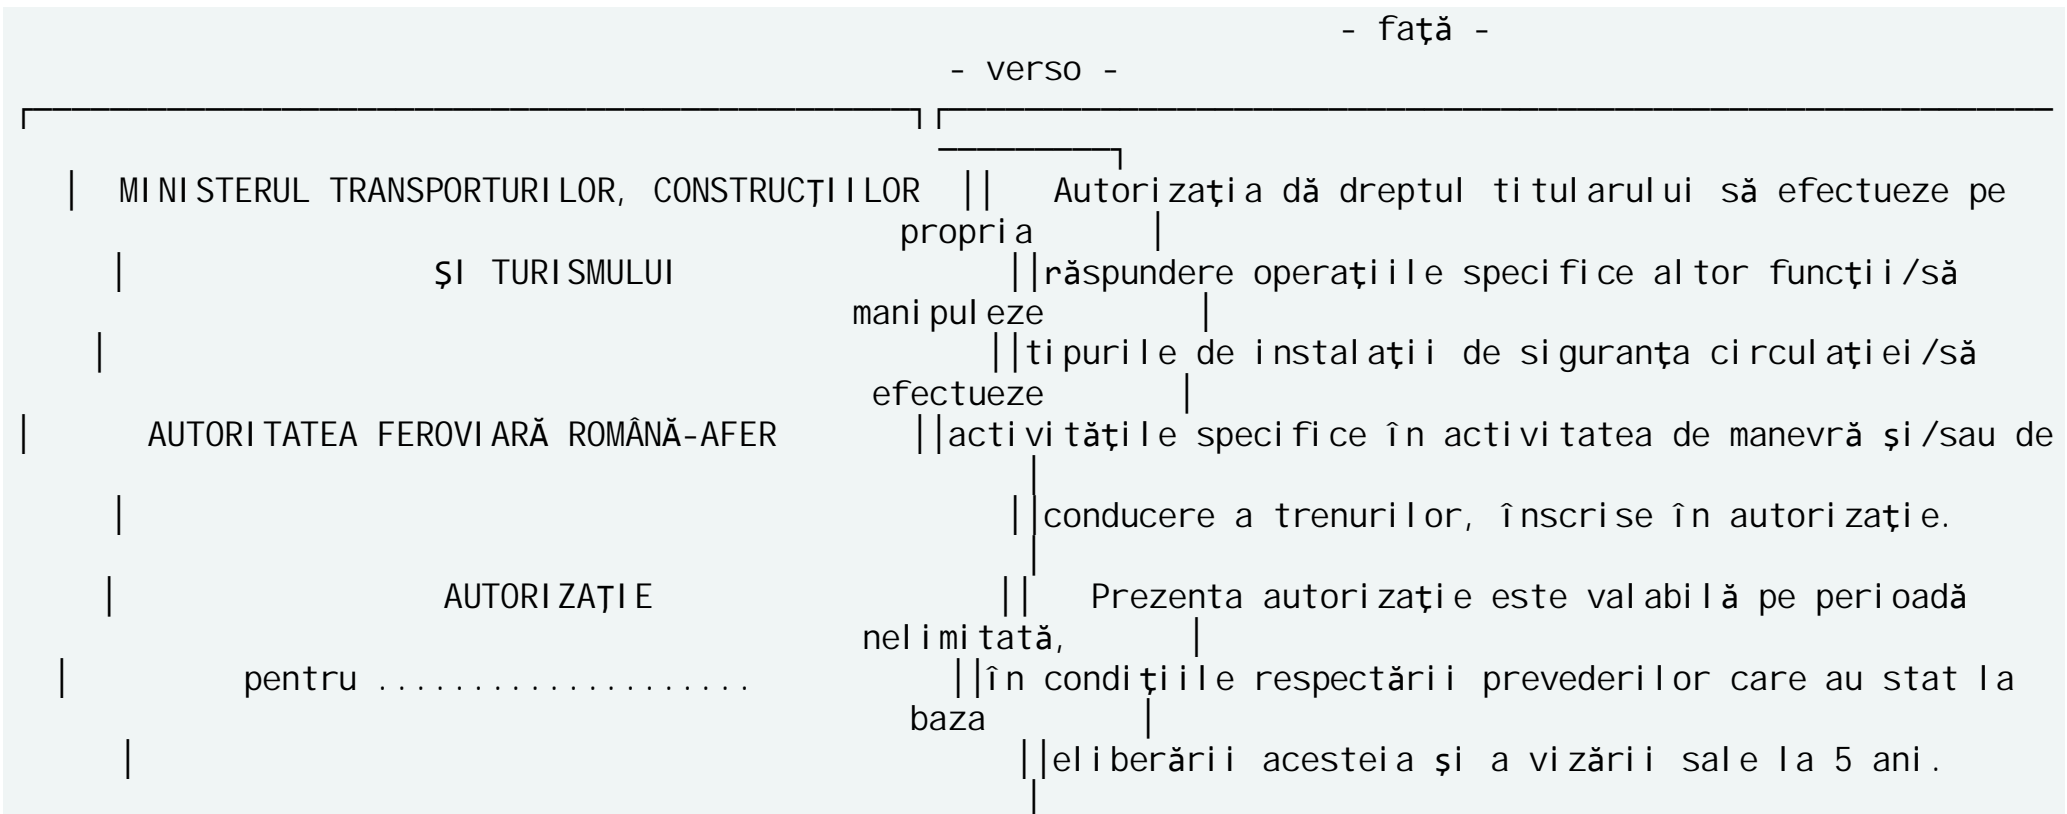 - faţă -
- verso -
MINISTERUL TRANSPORTURILOR, CONSTRUCŢIILOR || Autorizaţia dă dreptul titularului să efectueze pe
propria
ŞI TURISMULUI ||răspundere operaţiile specifice altor funcţii/să
manipuleze
||tipurile de instalaţii de siguranţa circulaţiei/să
efectueze
AUTORITATEA FEROVIARĂ ROMÂNĂ-AFER ||activităţile specifice în activitatea de manevră şi/sau de
||conducere a trenurilor, înscrise în autorizaţie.
AUTORIZAŢIE || Prezenta autorizaţie este valabilă pe perioadă
nelimitată,
pentru .................... ||în condiţiile respectării prevederilor care au stat la
baza
||eliberării acesteia şi a vizării sale la 5 ani.